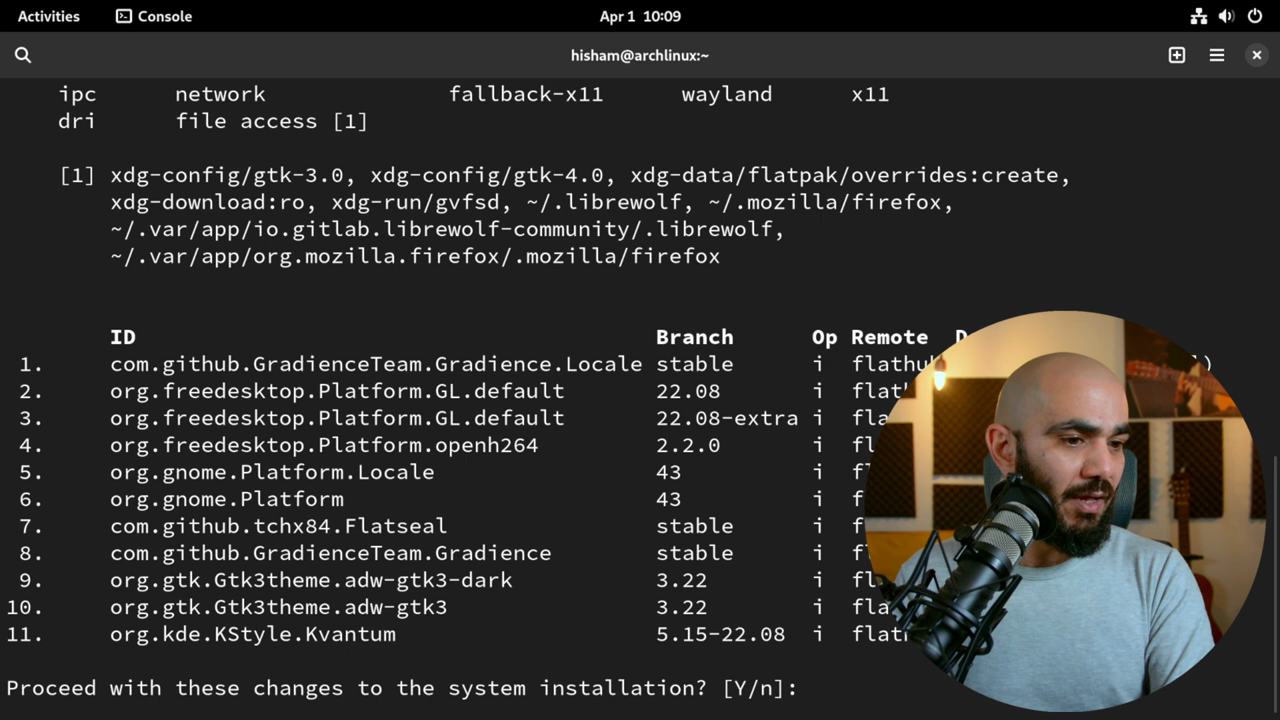 Activities Console Apr 1 10:09
hisham@archlinux:~
ipc network fallback-x11 wayland x11
dri file access [1]
[1] xdg-config/gtk-3.0, xdg-config/gtk-4.0, xdg-data/flatpak/overrides:create,
xdg-download:ro, xdg-run/gvfsd, ~/.librewolf, ~/.mozilla/firefox,
~/.var/app/io.gitlab.librewolf-community/.librewolf,
~/.var/app/org.mozilla.firefox/.mozilla/firefox
ID Branch Op Remote
1. com.github.GradienceTeam.Gradience.Locale stable i
2. org.freedesktop.Platform.GL.default 22.08 i
3. org.freedesktop.Platform.GL.default 22.08-extra i
4. org.freedesktop.Platform.openh264 2.2.0 i
5. org.gnome.Platform.Locale 43 i
6. org.gnome.Platform 43 i
7. com.github.tchx84.Flatseal stable i
8. com.github.GradienceTeam.Gradience stable i
9. org.gtk.Gtk3theme.adw-gtk3-dark 3.22 i
10. org.gtk.Gtk3theme.adw-gtk3 3.22 i
11. org.kde.KStyle.Kvantum 5.15-22.08 i
Proceed with these changes to the system installation? [Y/n]: